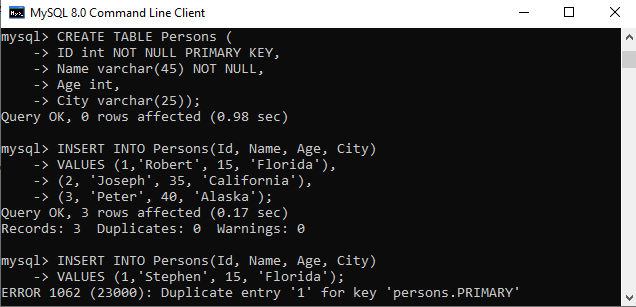 MySQL 8.0 Command Line Client
mysql> CREATE TABLE Persons (
    -> ID int NOT NULL PRIMARY KEY,
    -> Name varchar(45) NOT NULL,
    -> Age int,
    -> City varchar(25));
Query OK, 0 rows affected (0.98 sec)

mysql> INSERT INTO Persons(Id, Name, Age, City)
    -> VALUES (1,'Robert', 15, 'Florida'),
    -> (2, 'Joseph', 35, 'California'),
    -> (3, 'Peter', 40, 'Alaska');
Query OK, 3 rows affected (0.17 sec)
Records: 3  Duplicates: 0  Warnings: 0

mysql> INSERT INTO Persons(Id, Name, Age, City)
    -> VALUES (1,'Stephen', 15, 'Florida');
ERROR 1062 (23000): Duplicate entry '1' for key 'persons.PRIMARY'